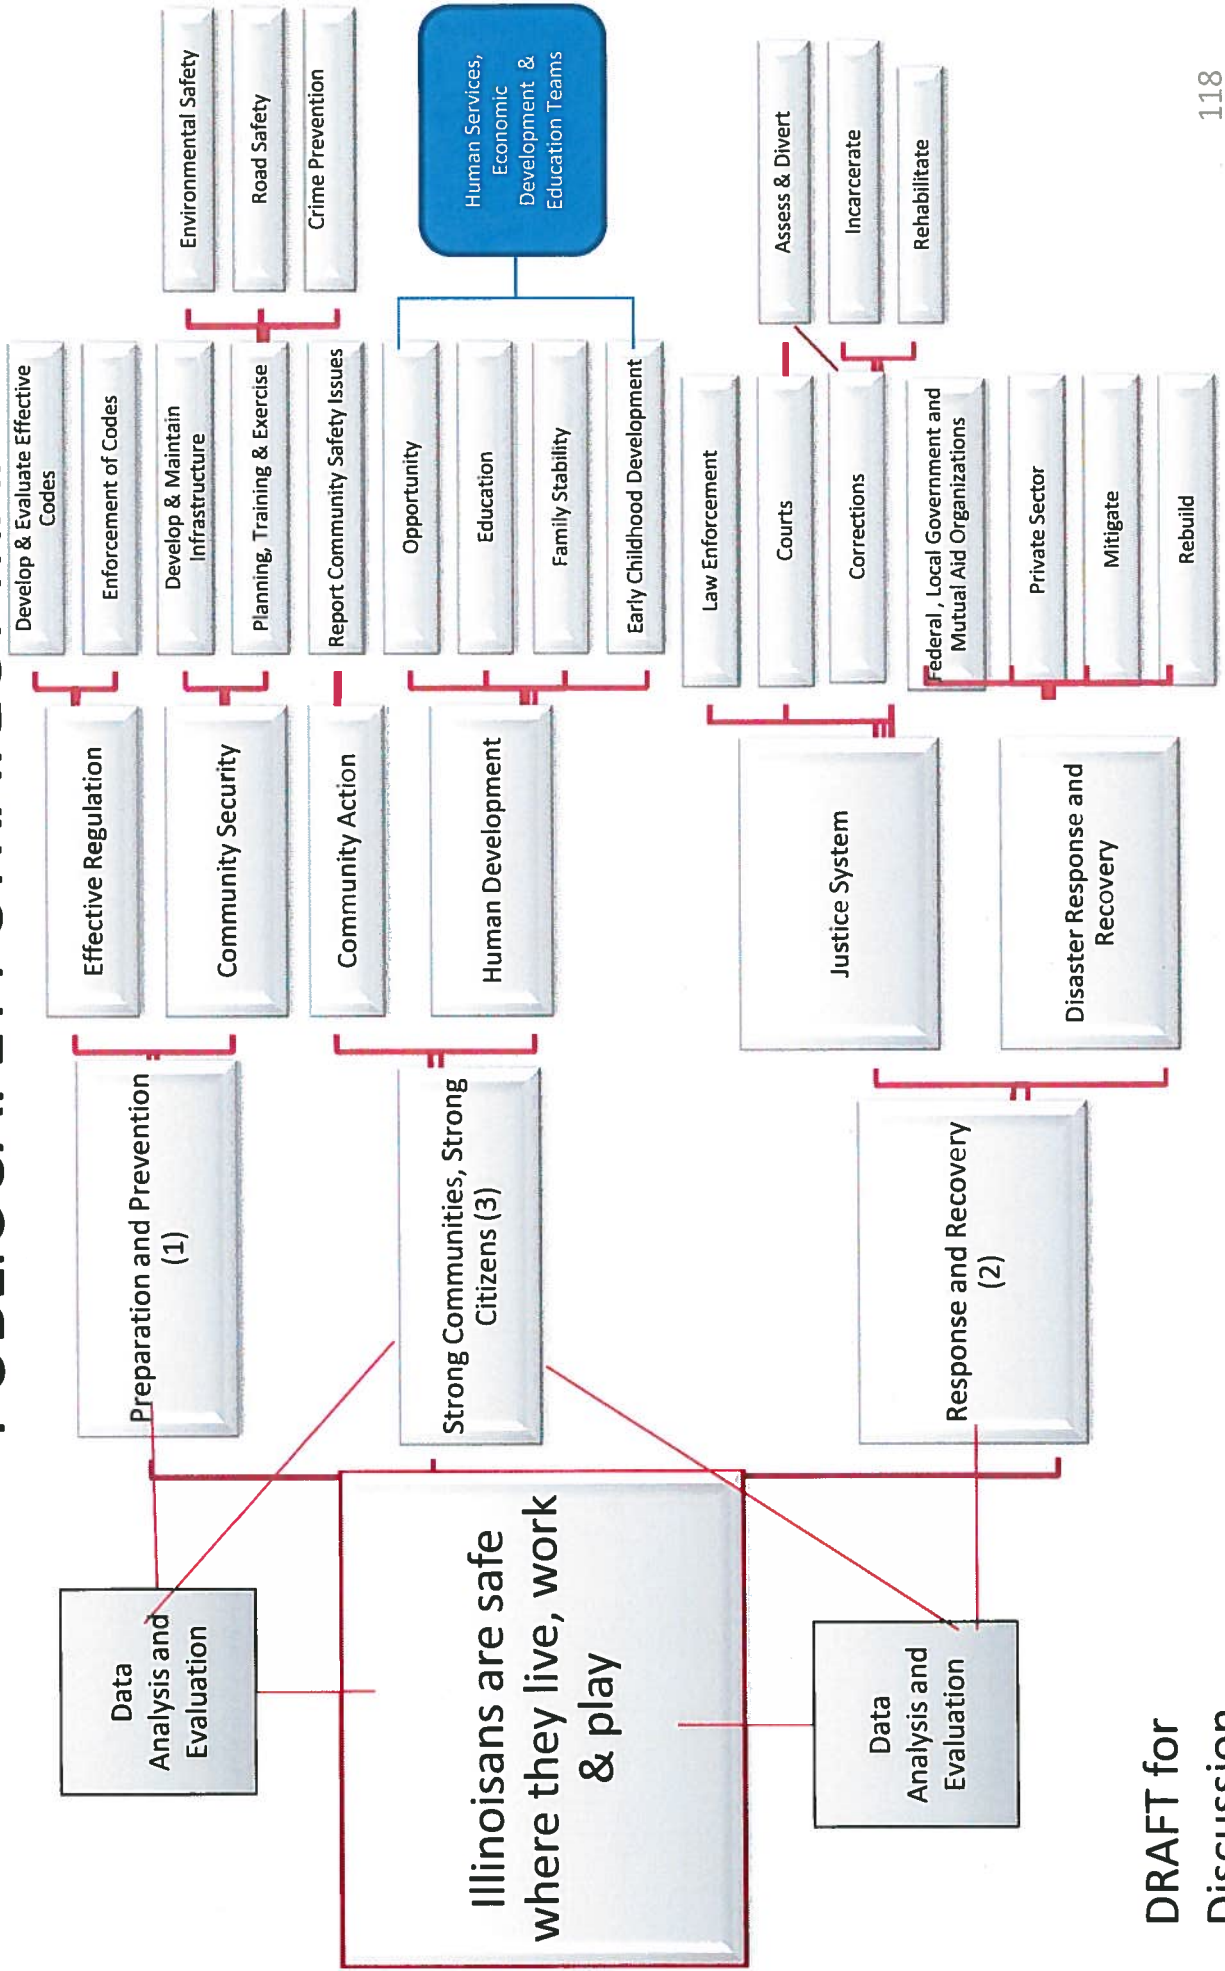 Data
Analysis and
Evaluation
Illinoisans are safe
where they live, work
& play
Data
Analysis and
Evaluation
DRAFT for
Discussion
Preparation and Prevention
(1)
Strong Communities, Strong
Citizens (3)
Response and Recovery
(2)
Effective Regulation
Community Security
Community Action
Human Development
Justice System
Disaster Response and
Recovery
Develop & Evaluate Effective
Codes
Enforcement of Codes
Develop & Maintain
Infrastructure
Planning, Training & Exercise
Report Community Safety Issues
Opportunity
Education
Family Stability
Early Childhood Development
Law Enforcement
Courts
Corrections
Federal, Local Government and
Mutual Aid Organizations
Private Sector
Mitigate
Rebuild
Environmental Safety
Road Safety
Crime Prevention
Human Services,
Economic
Development &
Education Teams
Assess & Divert
Incarcerate
Rehabilitate
118